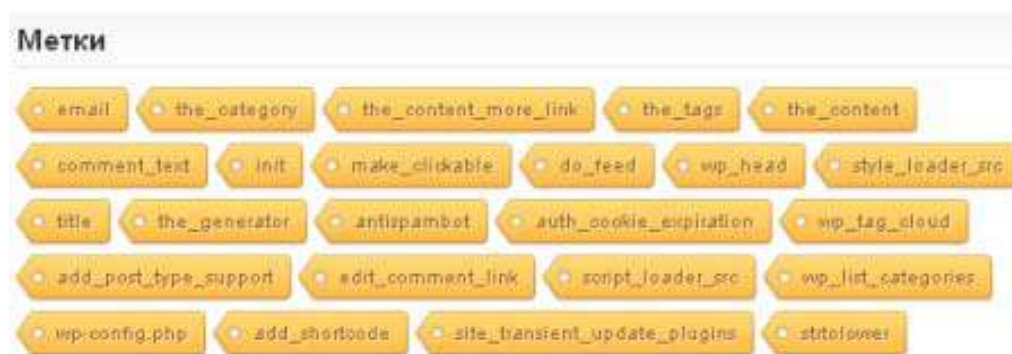 Метки
email the_category the_content_more_link the_tags the_content
comment_text init make_clickable do_feed wp_head style_loader_src
title the_generator antispambot auth_cookie_expiration wp_tag_cloud
add_post_type_support edit_comment_link script_loader_src wp_list_categories
wp-config.php add_shortcode site_transient_update_plugins strtolower